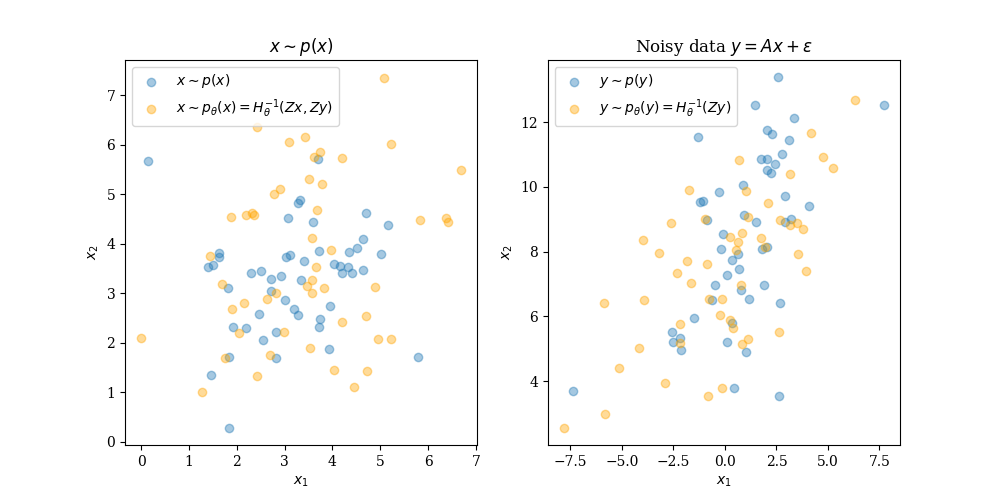 x ~ p(x)
x ~ p(x)
x ~ p_θ(x) = H_θ^{-1}(Zx, Zy)
7
6
5
4
3
2
1
0
x_2
0 1 2 3 4 5 6 7
x_1
Noisy data y = Ax + ε
y ~ p(y)
y ~ p_θ(y) = H_θ^{-1}(Zy)
12
10
8
6
4
x_2
−7.5 −5.0 −2.5 0.0 2.5 5.0 7.5
x_1